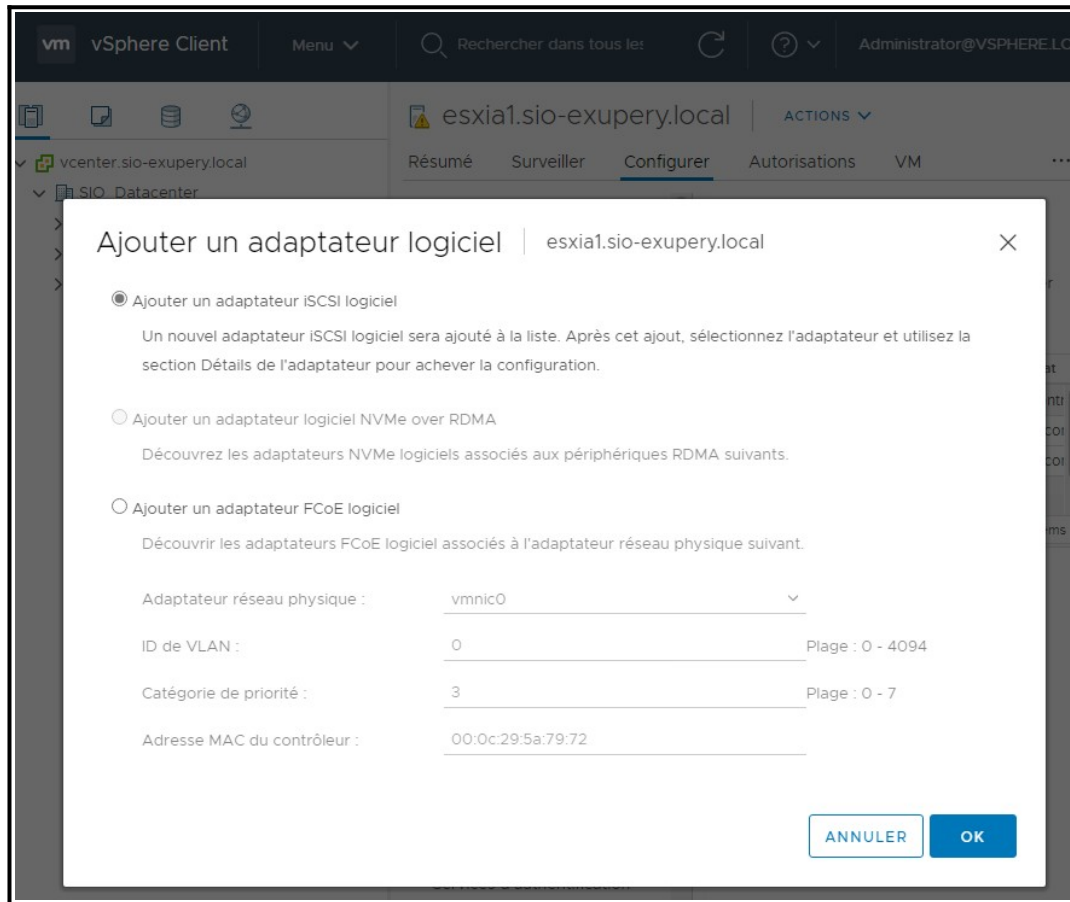 vm vSphere Client Menu Rechercher dans tous les Administrator@VSPHERE.LO
esxia1.sio-exupery.local ACTIONS
vcenter.sio-exupery.local
SIO_Datacenter
Résumé Surveiller Configurer Autorisations VM ...
Ajouter un adaptateur logiciel esxia1.sio-exupery.local
Ajouter un adaptateur iSCSI logiciel
Un nouvel adaptateur iSCSI logiciel sera ajouté à la liste. Après cet ajout, sélectionnez l'adaptateur et utilisez la
section Détails de l'adaptateur pour achever la configuration.
Ajouter un adaptateur logiciel NVMe over RDMA
Découvrez les adaptateurs NVMe logiciels associés aux périphériques RDMA suivants.
Ajouter un adaptateur FCoE logiciel
Découvrir les adaptateurs FCoE logiciel associés à l'adaptateur réseau physique suivant.
Adaptateur réseau physique : vmnic0
ID de VLAN : 0 Plage : 0 - 4094
Catégorie de priorité : 3 Plage : 0 - 7
Adresse MAC du contrôleur : 00:0c:29:5a:79:72
ANNULER OK